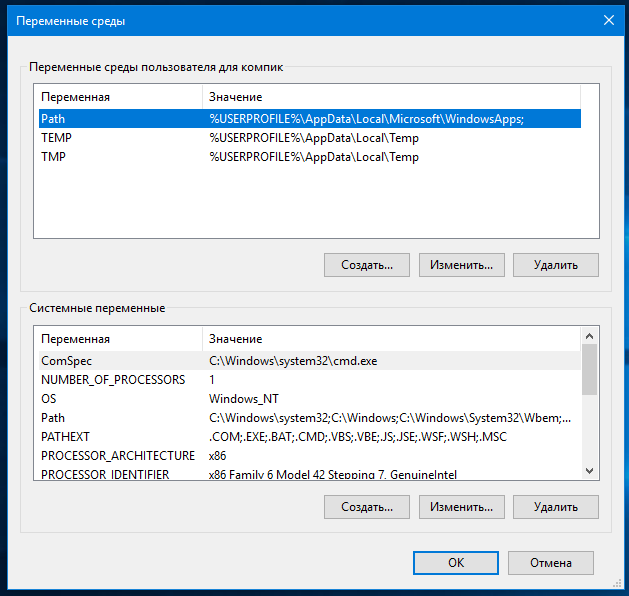 Переменные среды
Переменные среды пользователя для компик
Переменная Значение
Path %USERPROFILE%\AppData\Local\Microsoft\WindowsApps;
TEMP %USERPROFILE%\AppData\Local\Temp
TMP %USERPROFILE%\AppData\Local\Temp
Создать... Изменить... Удалить
Системные переменные
Переменная Значение
ComSpec C:\Windows\system32\cmd.exe
NUMBER_OF_PROCESSORS 1
OS Windows_NT
Path C:\Windows\system32;C:\Windows;C:\Windows\System32\Wbem;...
PATHEXT .COM;.EXE;.BAT;.CMD;.VBS;.VBE;.JS;.JSE;.WSF;.WSH;.MSC
PROCESSOR_ARCHITECTURE x86
PROCESSOR_IDENTIFIER x86 Family 6 Model 42 Stepping 7, GenuineIntel
Создать... Изменить... Удалить
ОК Отмена